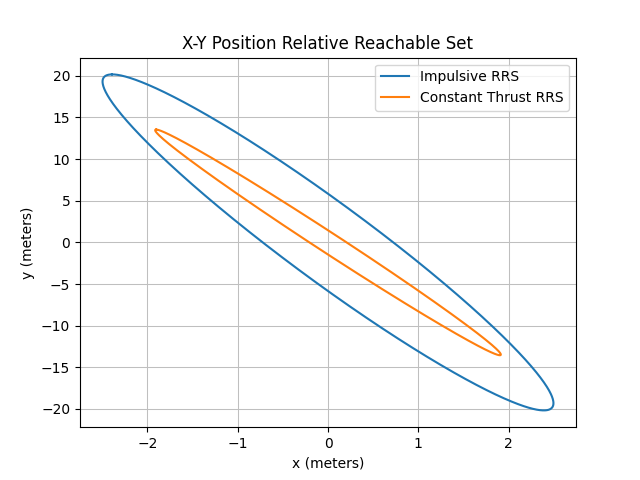 X-Y Position Relative Reachable Set
Impulsive RRS
Constant Thrust RRS
20
15
10
5
0
−5
−10
−15
−20
y (meters)
−2
−1
0
1
2
x (meters)